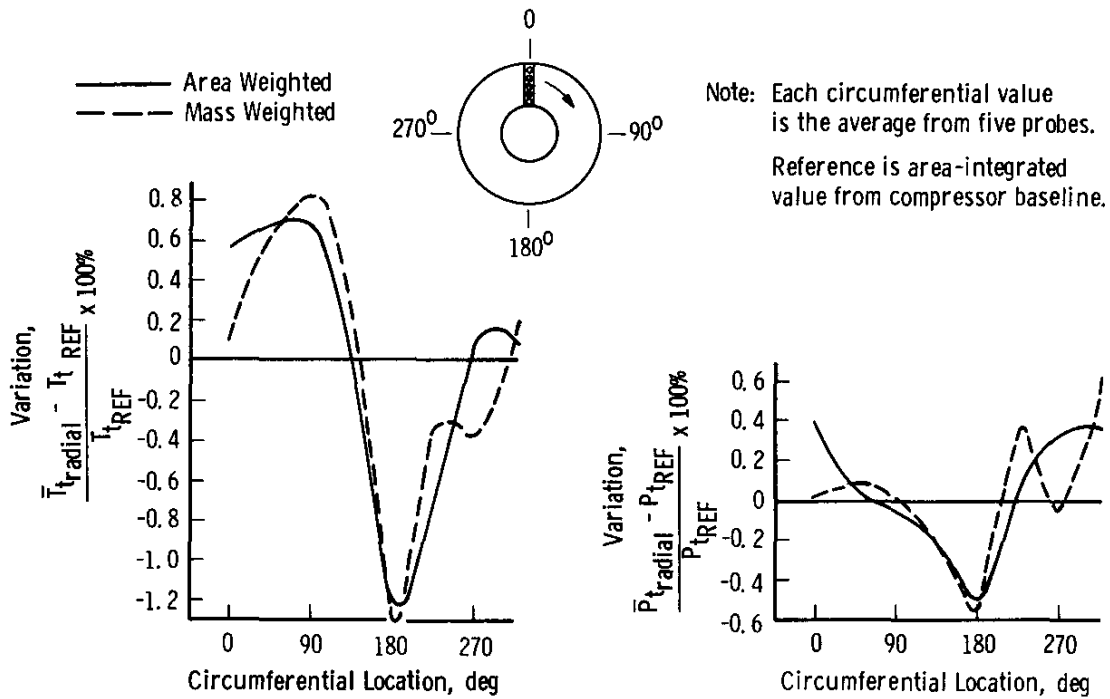 0
Area Weighted
Mass Weighted
270⁰
90⁰
180⁰
Note: Each circumferential value
is the average from five probes.
Reference is area-integrated
value from compressor baseline.
Variation,
T̅tradial - Tt REF x 100%
TtREF
0.8
0.6
0.4
0.2
0
-0.2
-0.4
-0.6
-0.8
-1.0
-1.2
0 90 180 270
Circumferential Location, deg
Variation,
P̅tradial - PtREF x 100%
PtREF
0.6
0.4
0.2
0
-0.2
-0.4
-0.6
0 90 180 270
Circumferential Location, deg